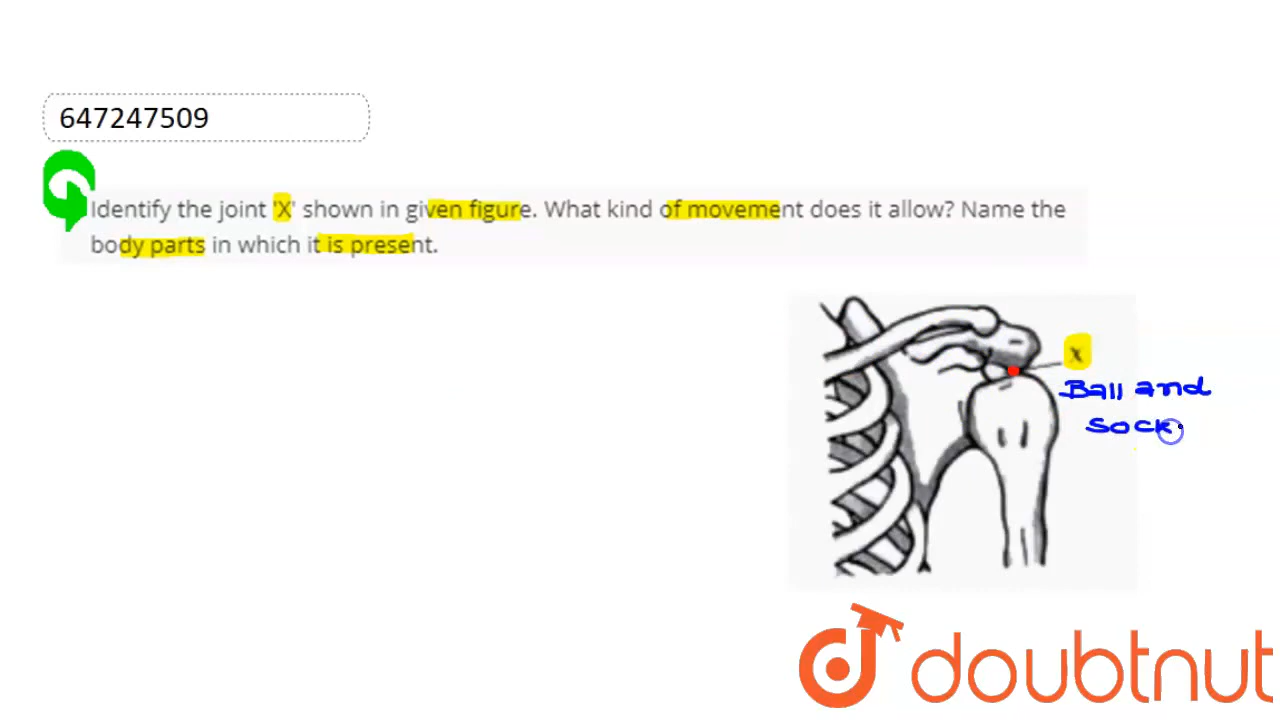 647247509
Identify the joint 'X' shown in given figure. What kind of movement does it allow? Name the
body parts in which it is present.
X
Ball and
sock
doubtnut